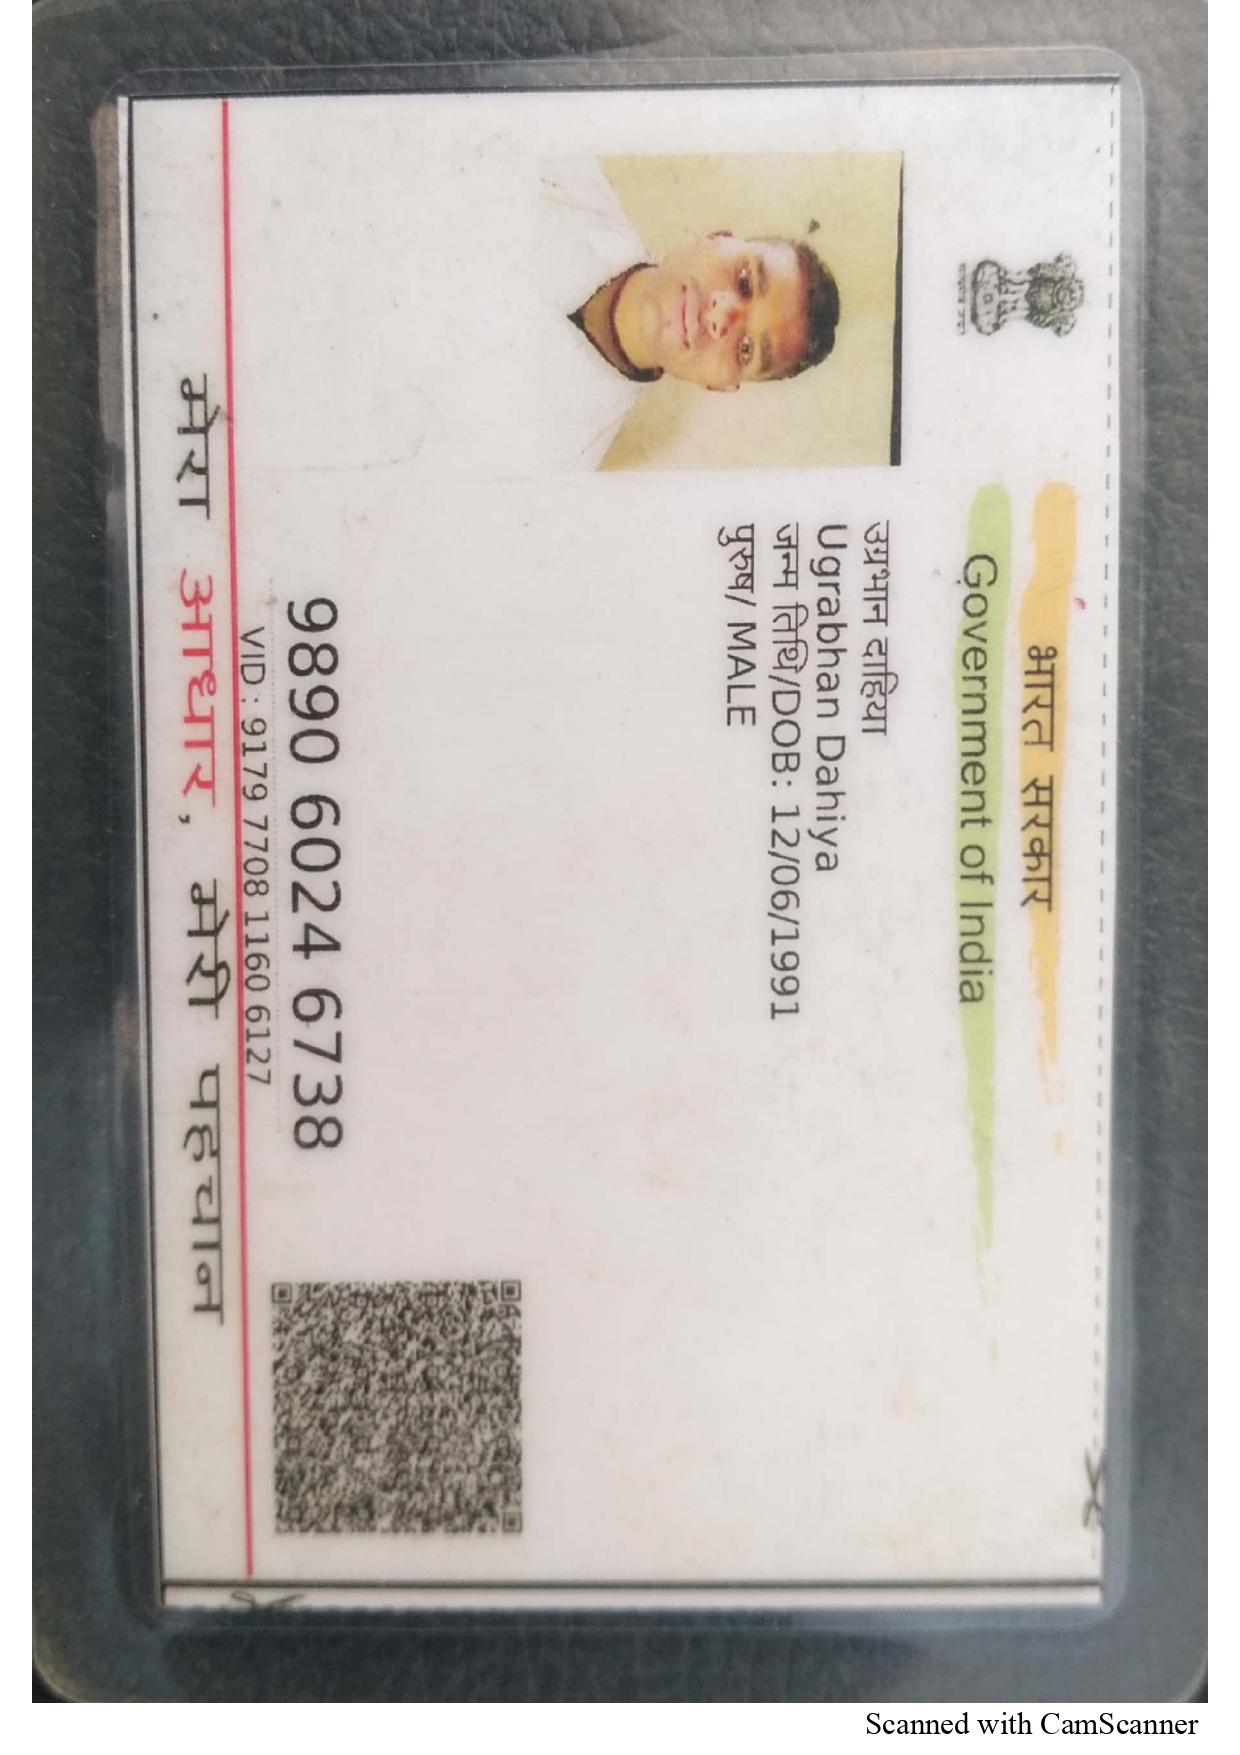 भारत सरकार
Government of India
उग्रभान दाहिया
Ugrabhan Dahiya
जन्म तिथि/DOB: 12/06/1991
पुरुष/ MALE
9890 6024 6738
VID : 9179 7708 1160 6127
मेरा आधार, मेरी पहचान
Scanned with CamScanner